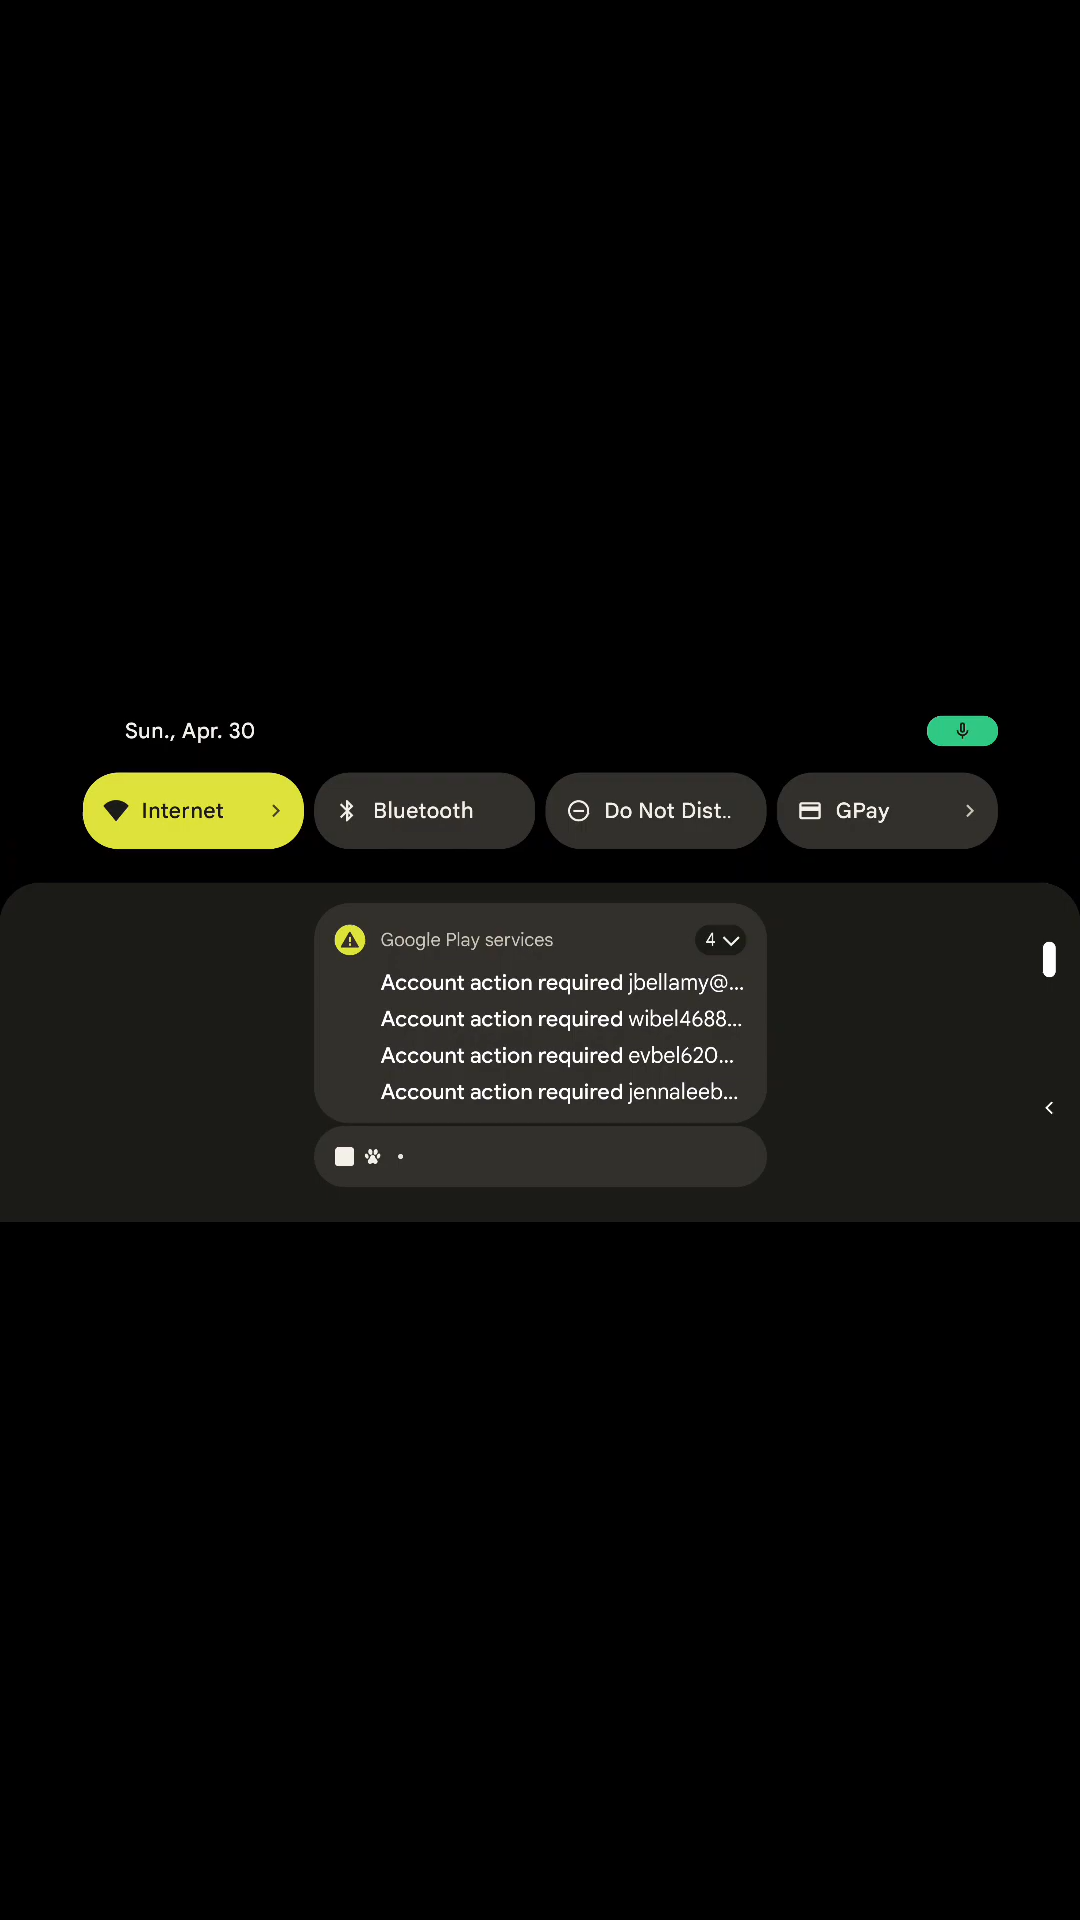 Sun., Apr. 30
Internet
Bluetooth
Do Not Dist..
GPay
Google Play services
4
Account action required jbellamy@...
Account action required wibel4688...
Account action required evbel620...
Account action required jennaleeb...